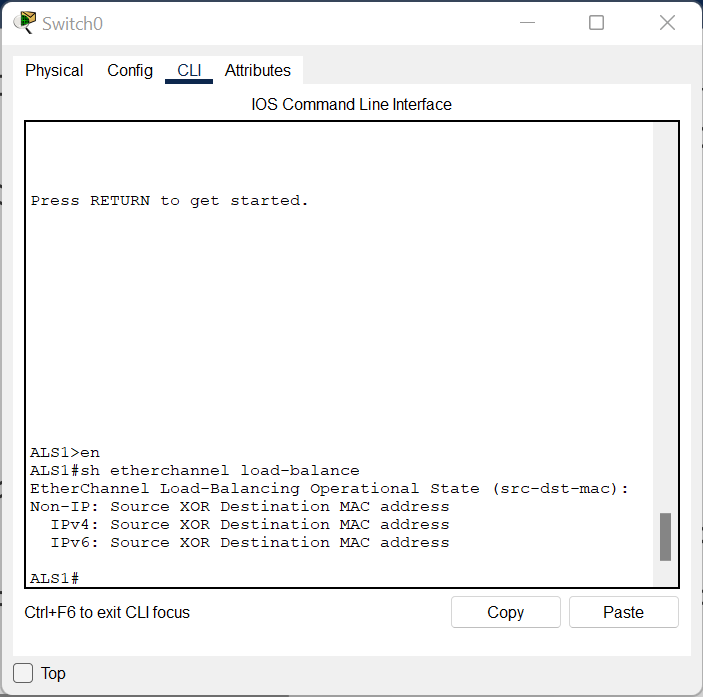 Switch0
Physical Config CLI Attributes
IOS Command Line Interface
Press RETURN to get started.
ALS1>en
ALS1#sh etherchannel load-balance
EtherChannel Load-Balancing Operational State (src-dst-mac):
Non-IP: Source XOR Destination MAC address
IPv4: Source XOR Destination MAC address
IPv6: Source XOR Destination MAC address
ALS1#
Ctrl+F6 to exit CLI focus
Copy Paste
Top